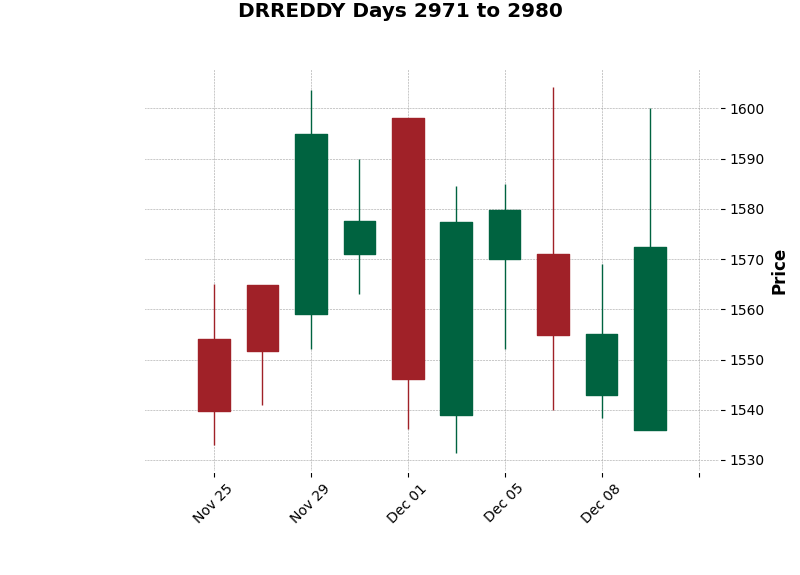 DRREDDY Days 2971 to 2980
1600
1590
1580
1570
1560
1550
1540
1530
Price
Nov 25
Nov 29
Dec 01
Dec 05
Dec 08